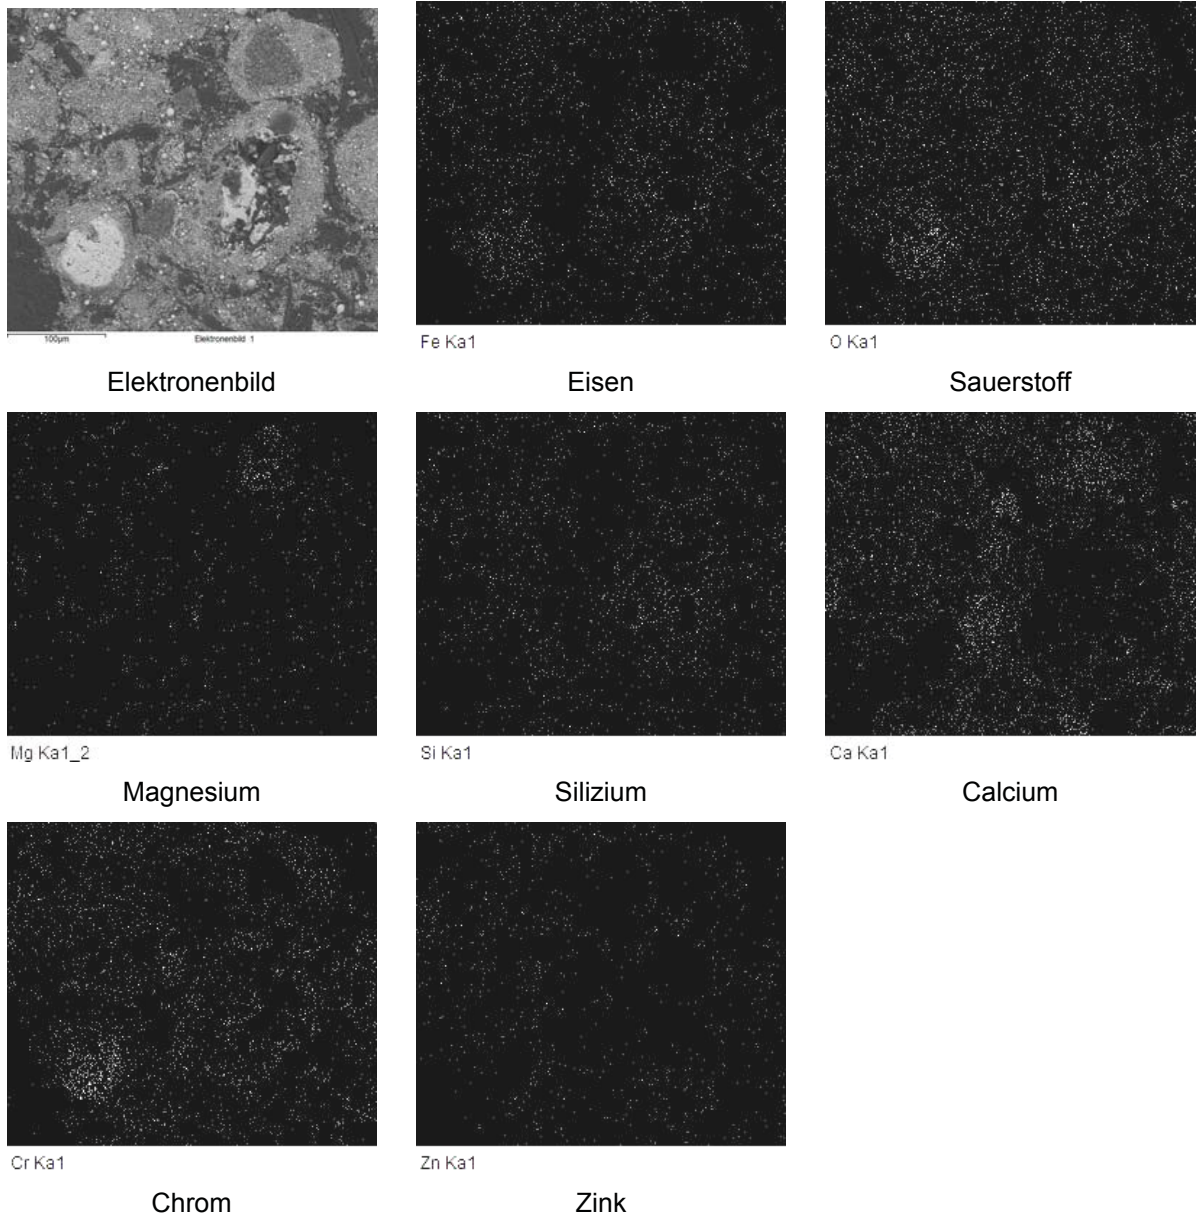 100µm Elektronenbild 1
Fe Ka1
O Ka1
Elektronenbild
Eisen
Sauerstoff
Mg Ka1_2
Si Ka1
Ca Ka1
Magnesium
Silizium
Calcium
Cr Ka1
Zn Ka1
Chrom
Zink